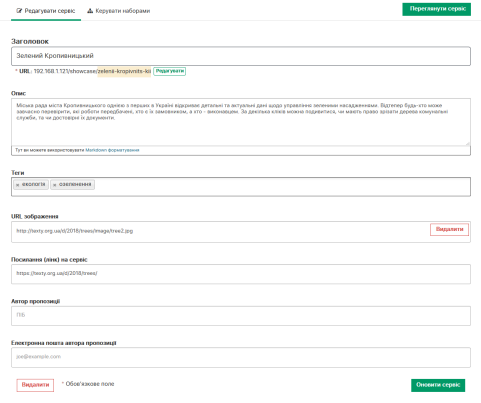 Редагувати сервіс
Керувати наборами
Переглянути сервіс
Заголовок
Зелений Кропивницький
* URL: 192.168.1.121/showcase/zelenii-kropivnits-kii Редагувати
Опис
Міська рада міста Кропивницького однією з перших в Україні відкриває детальні та актуальні дані щодо управління зеленими насадженнями. Відтепер будь-хто може
завчасно перевірити, які роботи передбачені, хто є їх замовником, а хто - виконавцем. За декілька кліків можна подивитися, чи мають право зрізати дерева комунальні
служби, та чи достовірні їх документи.
Тут ви можете використовувати Markdown форматування
Теги
× екологія × озеленення
URL зображення
http://texty.org.ua/d/2018/trees/image/tree2.jpg
Видалити
Посилання (лінк) на сервіс
https://texty.org.ua/d/2018/trees/
Автор пропозиції
ПІБ
Електронна пошта автора пропозиції
joe@example.com
Видалити
* Обов'язкове поле
Оновити сервіс